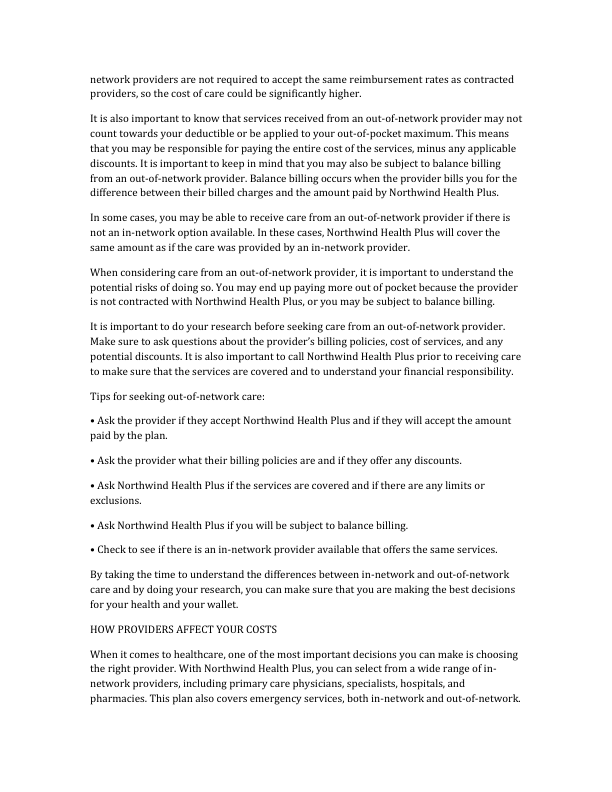 network providers are not required to accept the same reimbursement rates as contracted
providers, so the cost of care could be significantly higher.
It is also important to know that services received from an out-of-network provider may not
count towards your deductible or be applied to your out-of-pocket maximum. This means
that you may be responsible for paying the entire cost of the services, minus any applicable
discounts. It is important to keep in mind that you may also be subject to balance billing
from an out-of-network provider. Balance billing occurs when the provider bills you for the
difference between their billed charges and the amount paid by Northwind Health Plus.
In some cases, you may be able to receive care from an out-of-network provider if there is
not an in-network option available. In these cases, Northwind Health Plus will cover the
same amount as if the care was provided by an in-network provider.
When considering care from an out-of-network provider, it is important to understand the
potential risks of doing so. You may end up paying more out of pocket because the provider
is not contracted with Northwind Health Plus, or you may be subject to balance billing.
It is important to do your research before seeking care from an out-of-network provider.
Make sure to ask questions about the provider’s billing policies, cost of services, and any
potential discounts. It is also important to call Northwind Health Plus prior to receiving care
to make sure that the services are covered and to understand your financial responsibility.
Tips for seeking out-of-network care:
• Ask the provider if they accept Northwind Health Plus and if they will accept the amount
paid by the plan.
• Ask the provider what their billing policies are and if they offer any discounts.
• Ask Northwind Health Plus if the services are covered and if there are any limits or
exclusions.
• Ask Northwind Health Plus if you will be subject to balance billing.
• Check to see if there is an in-network provider available that offers the same services.
By taking the time to understand the differences between in-network and out-of-network
care and by doing your research, you can make sure that you are making the best decisions
for your health and your wallet.
HOW PROVIDERS AFFECT YOUR COSTS
When it comes to healthcare, one of the most important decisions you can make is choosing
the right provider. With Northwind Health Plus, you can select from a wide range of in-
network providers, including primary care physicians, specialists, hospitals, and
pharmacies. This plan also covers emergency services, both in-network and out-of-network.